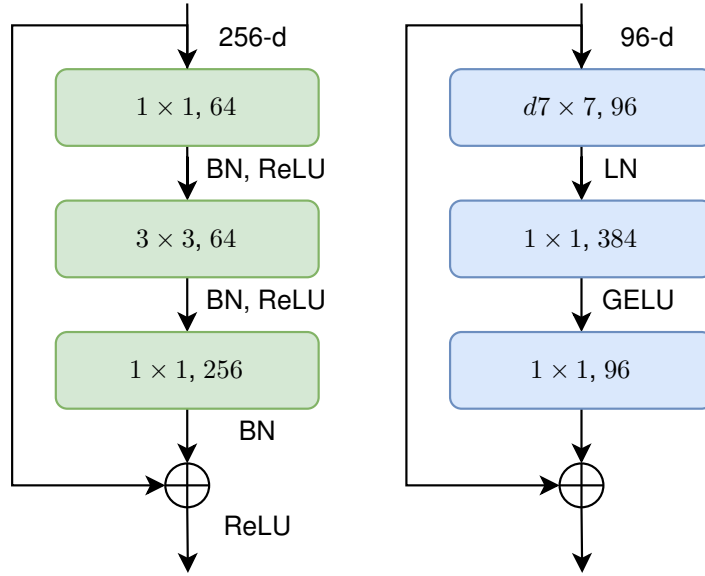 256-d
1 × 1, 64
BN, ReLU
3 × 3, 64
BN, ReLU
1 × 1, 256
BN
ReLU
96-d
d7 × 7, 96
LN
1 × 1, 384
GELU
1 × 1, 96